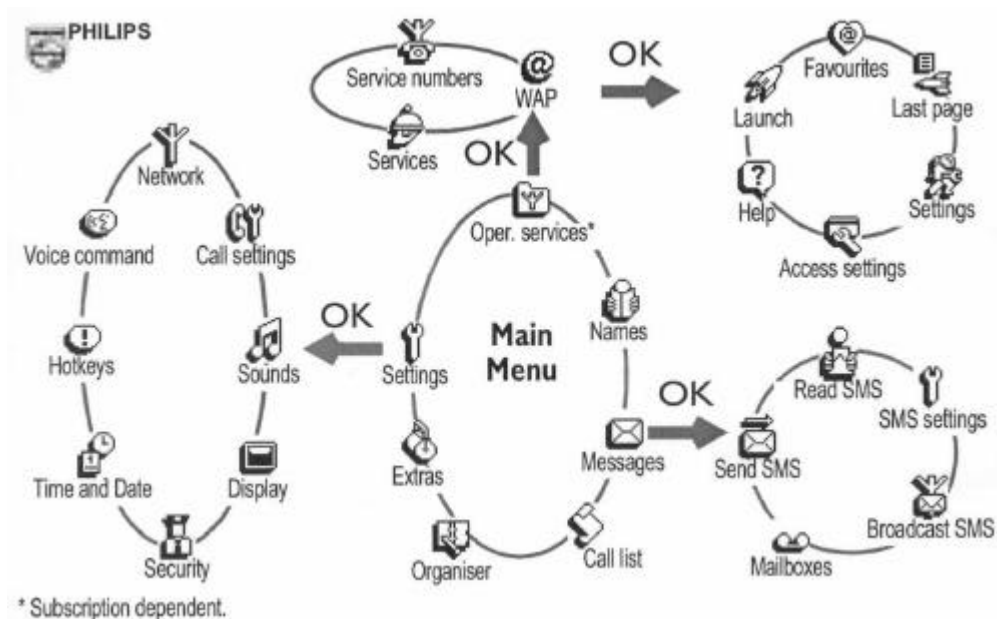 PHILIPS
Service numbers
WAP
Services
OK
OK
Favourites
Last page
Launch
Settings
Help
Access settings
Network
Voice command
Call settings
Hotkeys
Sounds
Time and Date
Display
Security
OK
Main
Menu
Oper. services*
Names
Settings
Messages
Extras
Call list
Organiser
OK
Read SMS
SMS settings
Send SMS
Broadcast SMS
Mailboxes
* Subscription dependent.